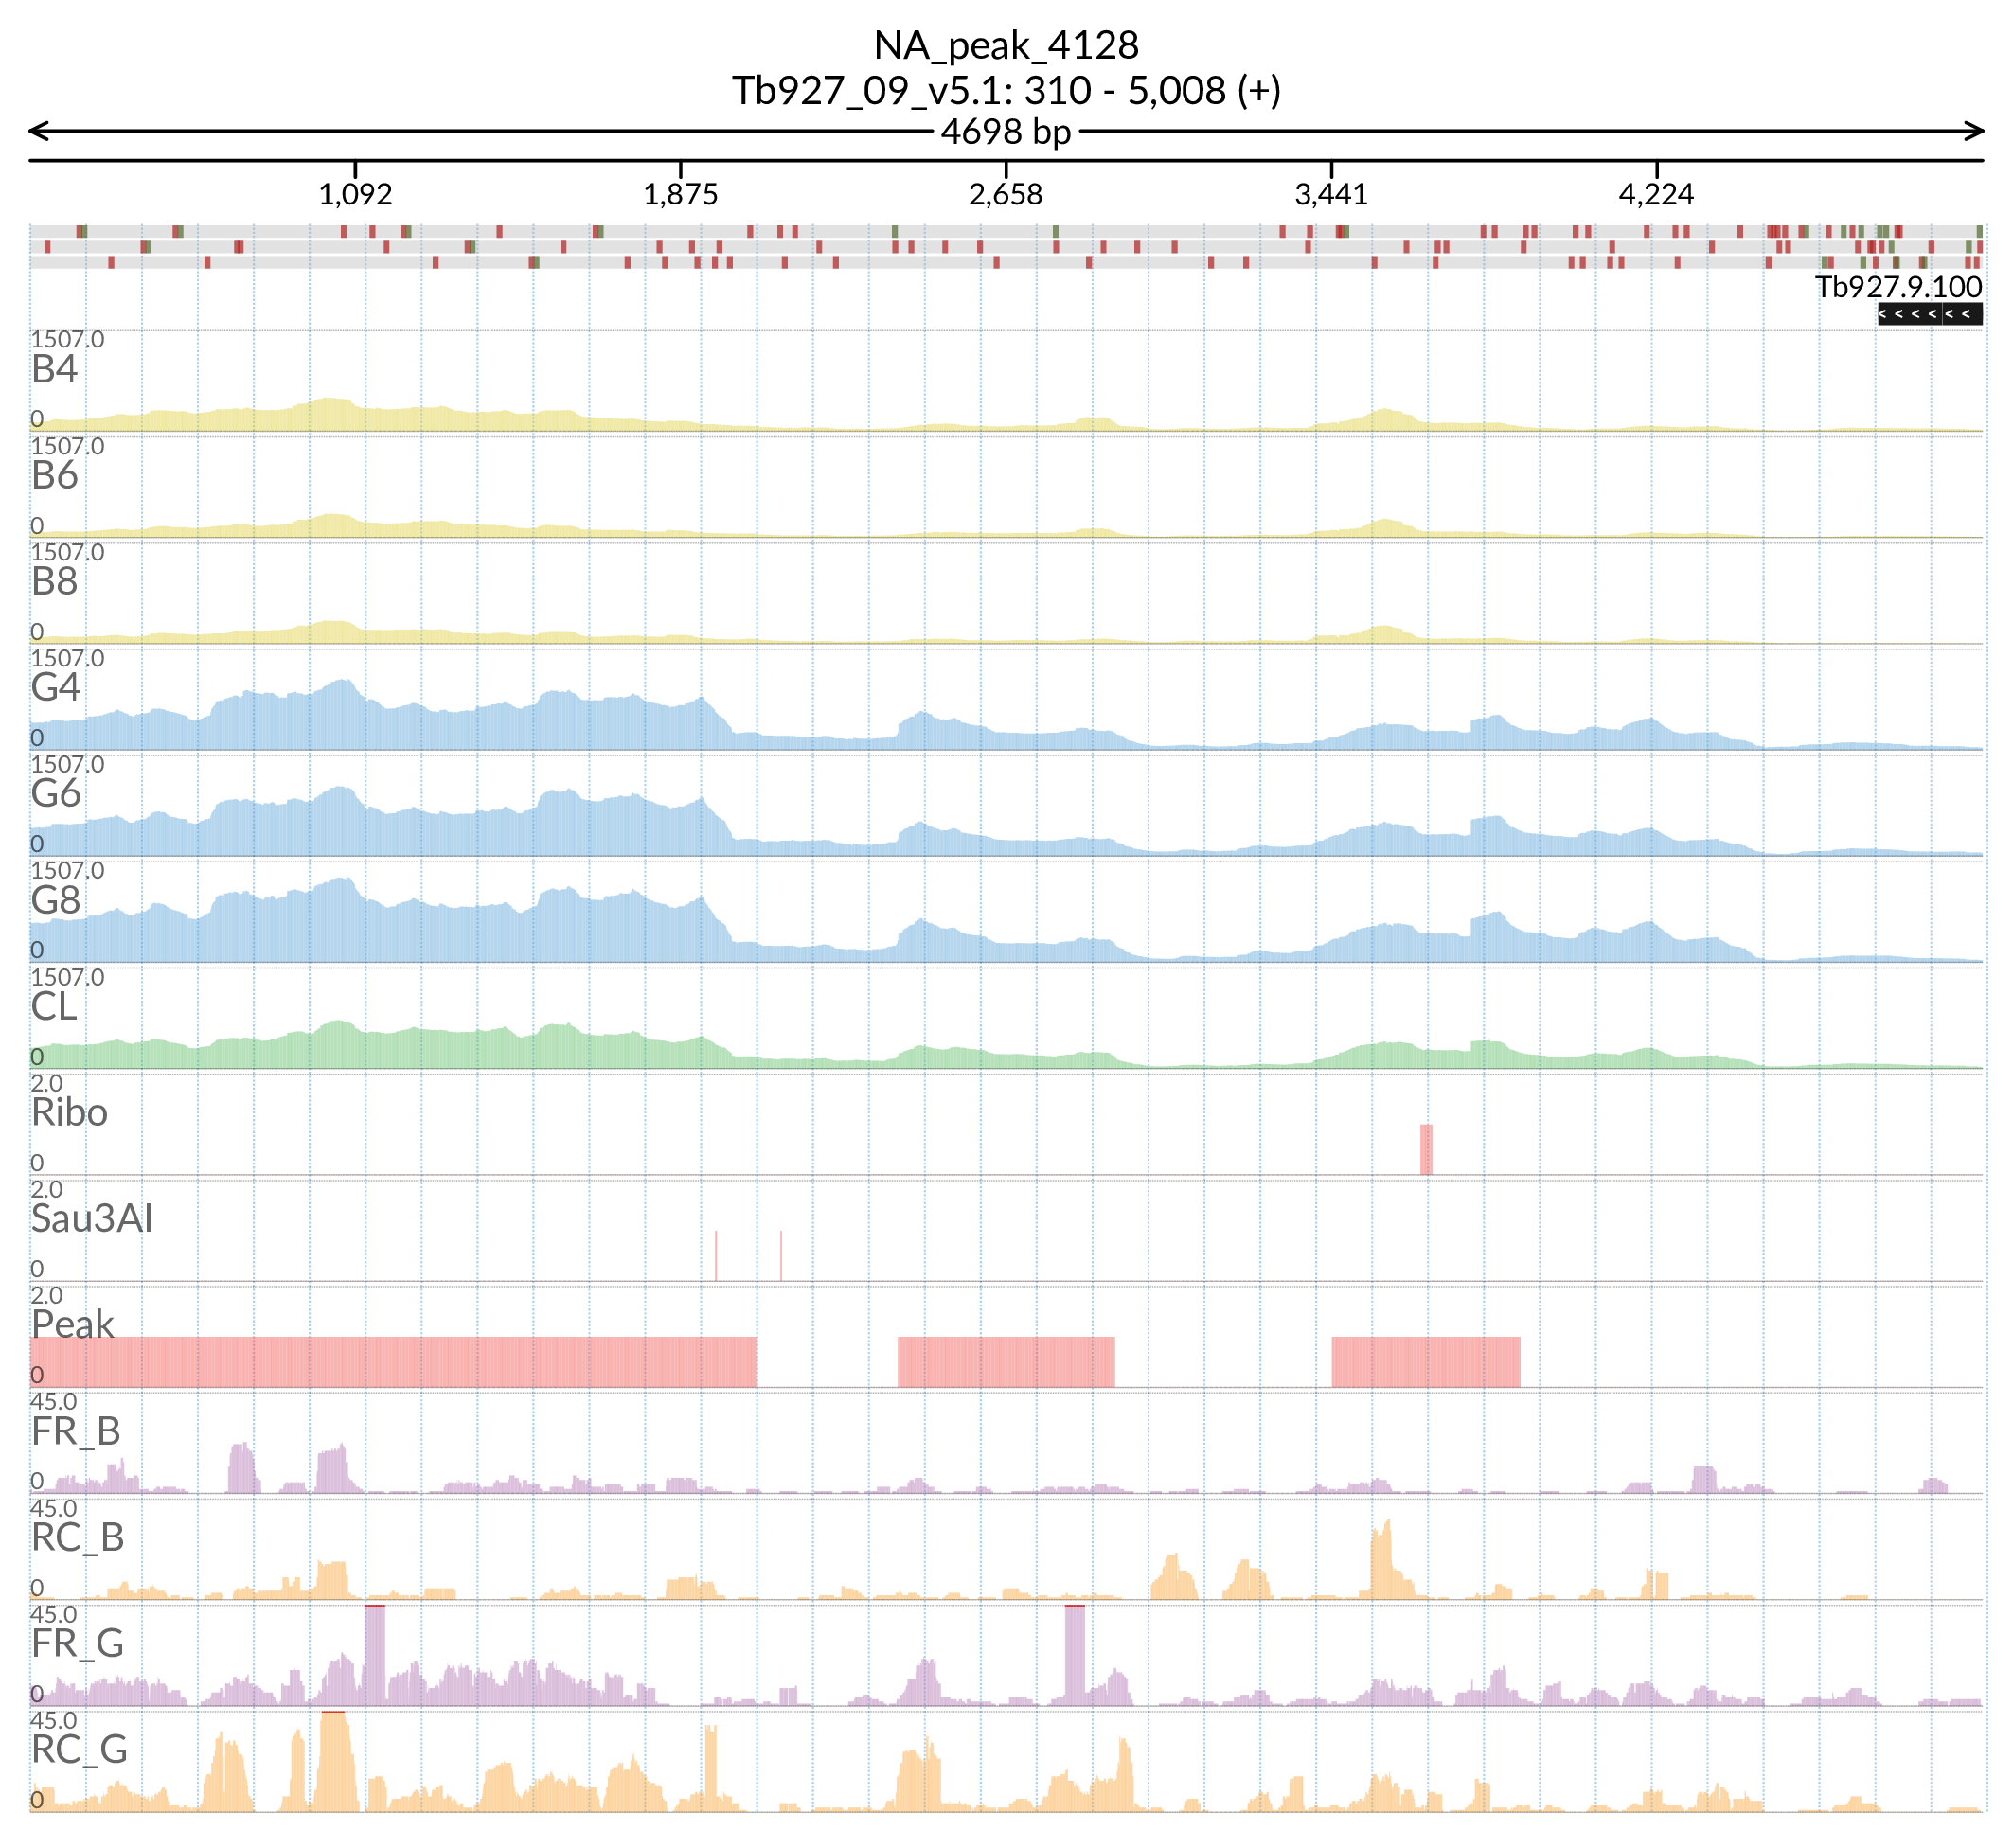 NA_peak_4128
Tb927_09_v5.1: 310 - 5,008 (+)
4698 bp
1,092 1,875 2,658 3,441 4,224
Tb927.9.100
1507.0
B4
0
1507.0
B6
0
1507.0
B8
0
1507.0
G4
0
1507.0
G6
0
1507.0
G8
0
1507.0
CL
0
2.0
Ribo
0
2.0
Sau3AI
0
2.0
Peak
0
45.0
FR_B
0
45.0
RC_B
0
45.0
FR_G
0
45.0
RC_G
0